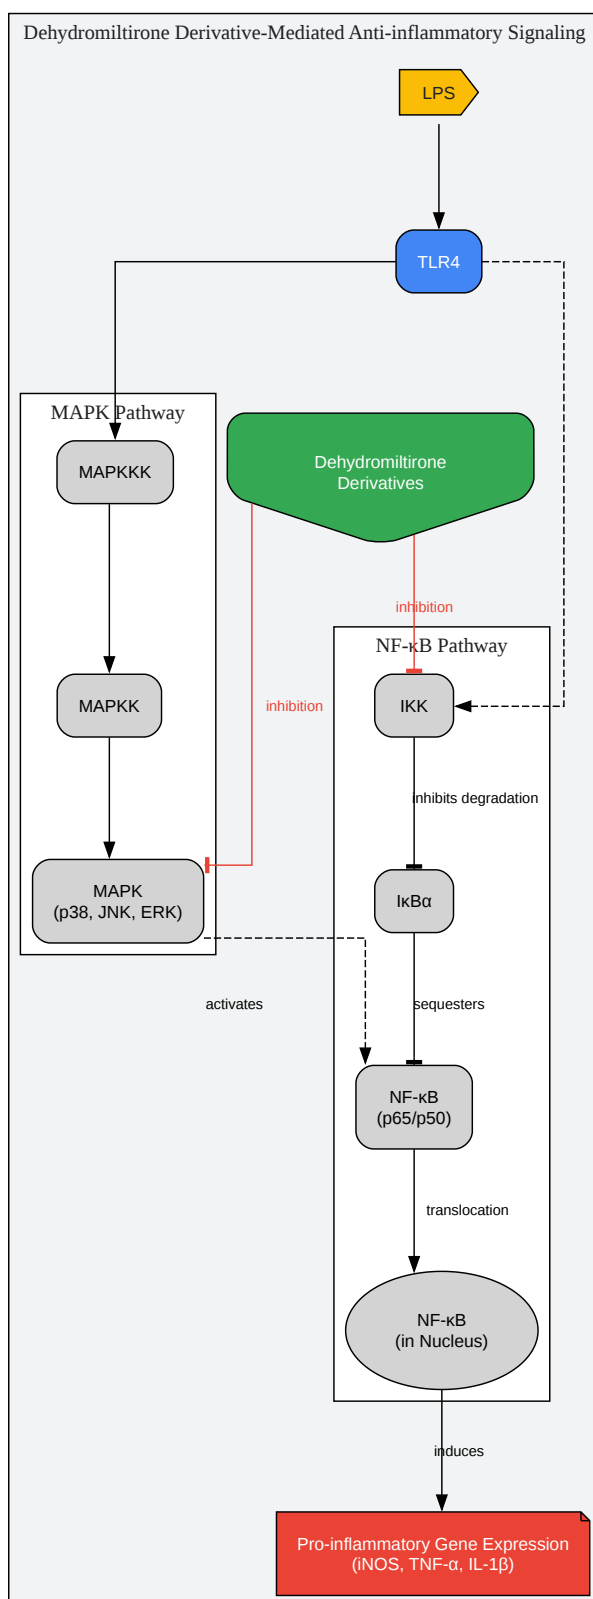 Dehydromiltirone Derivative-Mediated Anti-inflammatory Signaling
LPS
TLR4
MAPK Pathway
MAPKKK
Dehydromiltirone
Derivatives
inhibition
NF-κB Pathway
MAPKK
inhibition
IKK
inhibits degradation
MAPK
(p38, JNK, ERK)
IκBα
activates
sequesters
NF-κB
(p65/p50)
translocation
NF-κB
(in Nucleus)
induces
Pro-inflammatory Gene Expression
(iNOS, TNF-α, IL-1β)